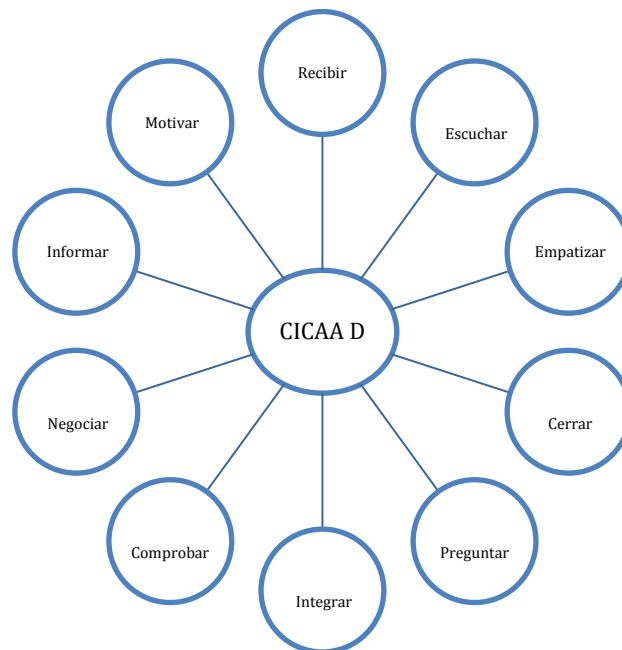 Recibir
Escuchar
Empatizar
Cerrar
Preguntar
Integrar
Comprobar
Negociar
Informar
Motivar
CICAA D